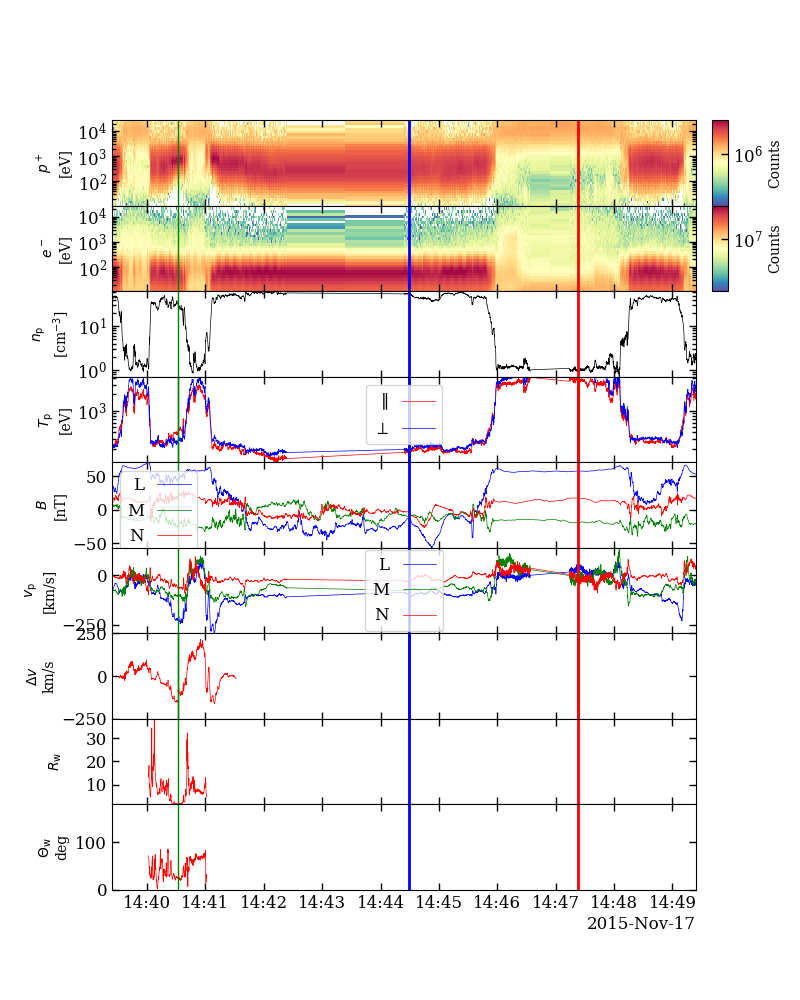 10⁴
10³
10²
p⁺
[eV]
10⁶
Counts
10⁴
10³
10²
e⁻
[eV]
10⁷
Counts
10¹
10⁰
nₚ
[cm⁻³]
10³
Tₚ
[eV]
∥
⊥
50
0
−50
B
[nT]
L
M
N
0
−250
vₚ
[km/s]
L
M
N
250
0
−250
Δv
km/s
30
20
10
R_w
100
0
Θ_w
deg
14:40 14:41 14:42 14:43 14:44 14:45 14:46 14:47 14:48 14:49
2015-Nov-17